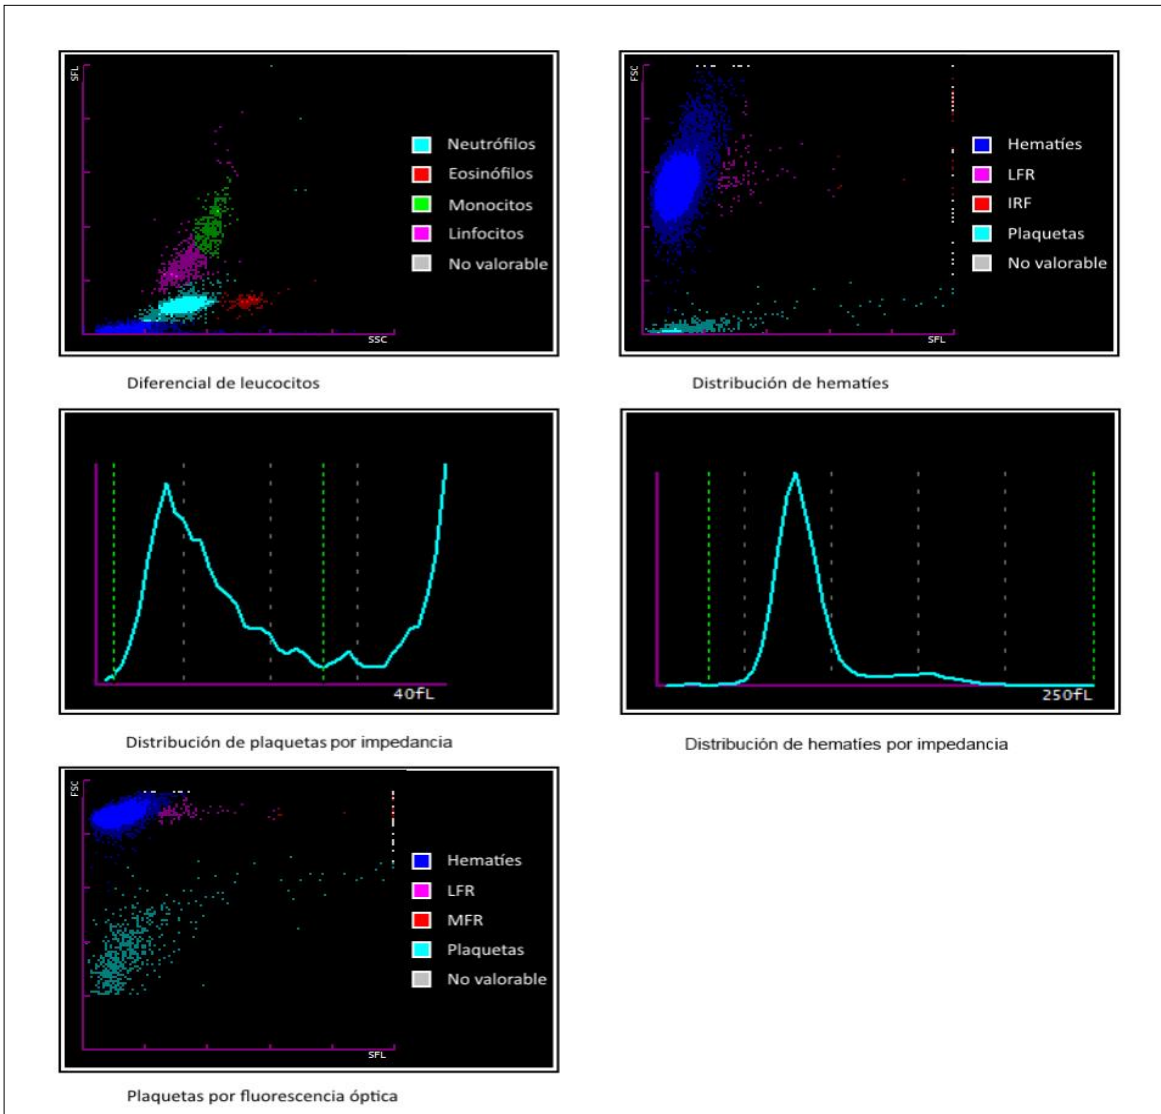 SFL
Neutrófilos
Eosinófilos
Monocitos
Linfocitos
No valorable
SSC
Diferencial de leucocitos
FSC
Hematíes
LFR
IRF
Plaquetas
No valorable
SFL
Distribución de hematíes
40fL
Distribución de plaquetas por impedancia
250fL
Distribución de hematíes por impedancia
FSC
Hematíes
LFR
MFR
Plaquetas
No valorable
SFL
Plaquetas por fluorescencia óptica